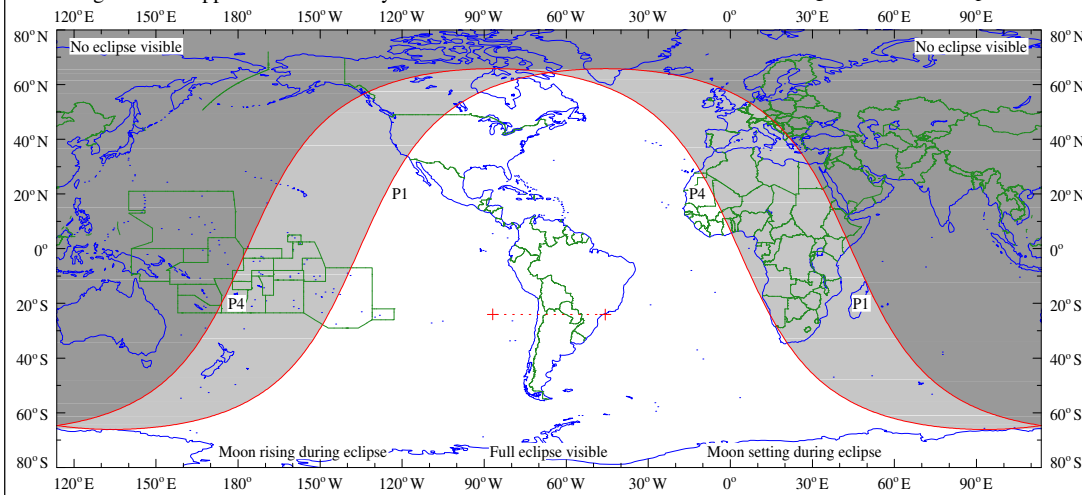 120° E 150° E 180° 150° W 120° W 90° W 60° W 30° W 0° 30° E 60° E 90° E
80° N 80° N
No eclipse visible No eclipse visible
60° N 60° N
40° N 40° N
20° N P1 P4 20° N
0° 0°
20° S P4 P1 20° S
40° S 40° S
60° S 60° S
Moon rising during eclipse Full eclipse visible Moon setting during eclipse
80° S 80° S
120° E 150° E 180° 150° W 120° W 90° W 60° W 30° W 0° 30° E 60° E 90° E